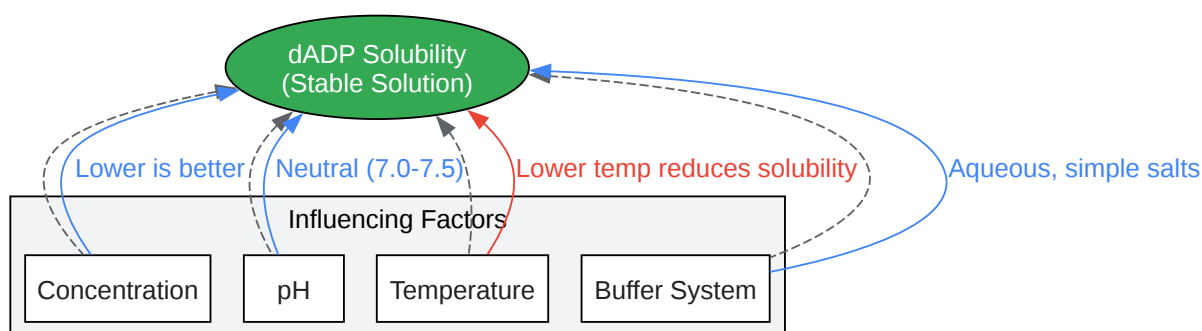 dADP Solubility
(Stable Solution)
Lower is better
Neutral (7.0-7.5)
Lower temp reduces solubility
Aqueous, simple salts
Influencing Factors
Concentration
pH
Temperature
Buffer System